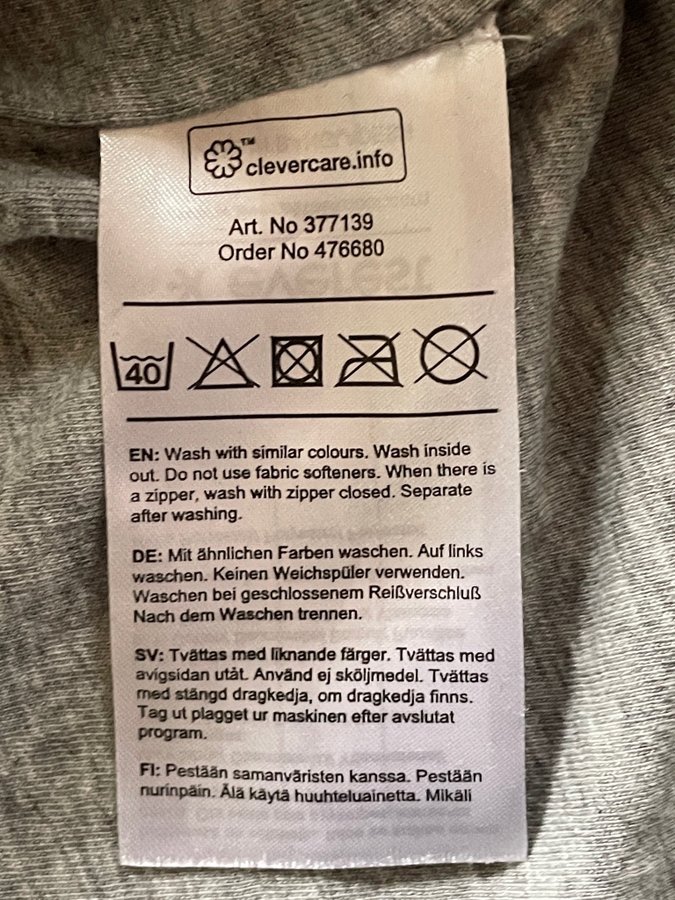 clevercare.info
Art. No 377139
Order No 476680
40
EN: Wash with similar colours. Wash inside
out. Do not use fabric softeners. When there is
a zipper, wash with zipper closed. Separate
after washing.
DE: Mit ähnlichen Farben waschen. Auf links
waschen. Keinen Weichspüler verwenden.
Waschen bei geschlossenem Reißverschluß
Nach dem Waschen trennen.
SV: Tvättas med liknande färger. Tvättas med
avigsidan utåt. Använd ej sköljmedel. Tvättas
med stängd dragkedja, om dragkedja finns.
Tag ut plagget ur maskinen efter avslutat
program.
FI: Pestään samanväristen kanssa. Pestään
nurinpäin. Älä käytä huuhteluainetta. Mikäli